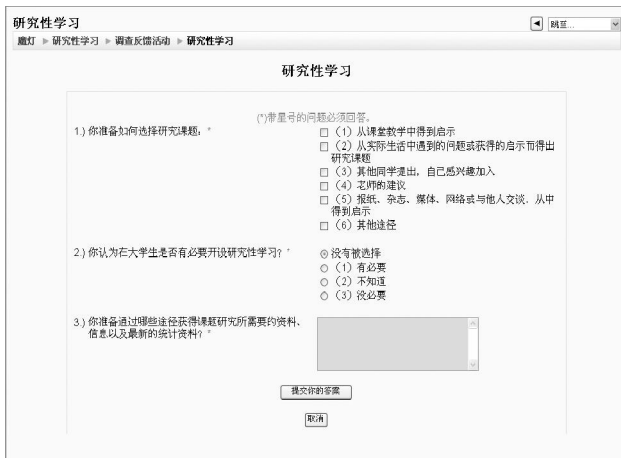 研究性学习
跳至...
魔灯 ► 研究性学习 ► 调查反馈活动 ► 研究性学习
研究性学习
(*)带星号的问题必须回答。
1.) 你准备如何选择研究课题：*
(1) 从课堂教学中得到启示
(2) 从实际生活中遇到的问题或获得的启示而得出
研究课题
(3) 其他同学提出，自己感兴趣加入
(4) 老师的建议
(5) 报纸、杂志、媒体、网络或与他人交谈，从中
得到启示
(6) 其他途径
2.) 你认为在大学生是否有必要开设研究性学习？*
没有被选择
(1) 有必要
(2) 不知道
(3) 没必要
3.) 你准备通过哪些途径获得课题研究所需要的资料、
信息以及最新的统计资料？*
提交你的答案
取消